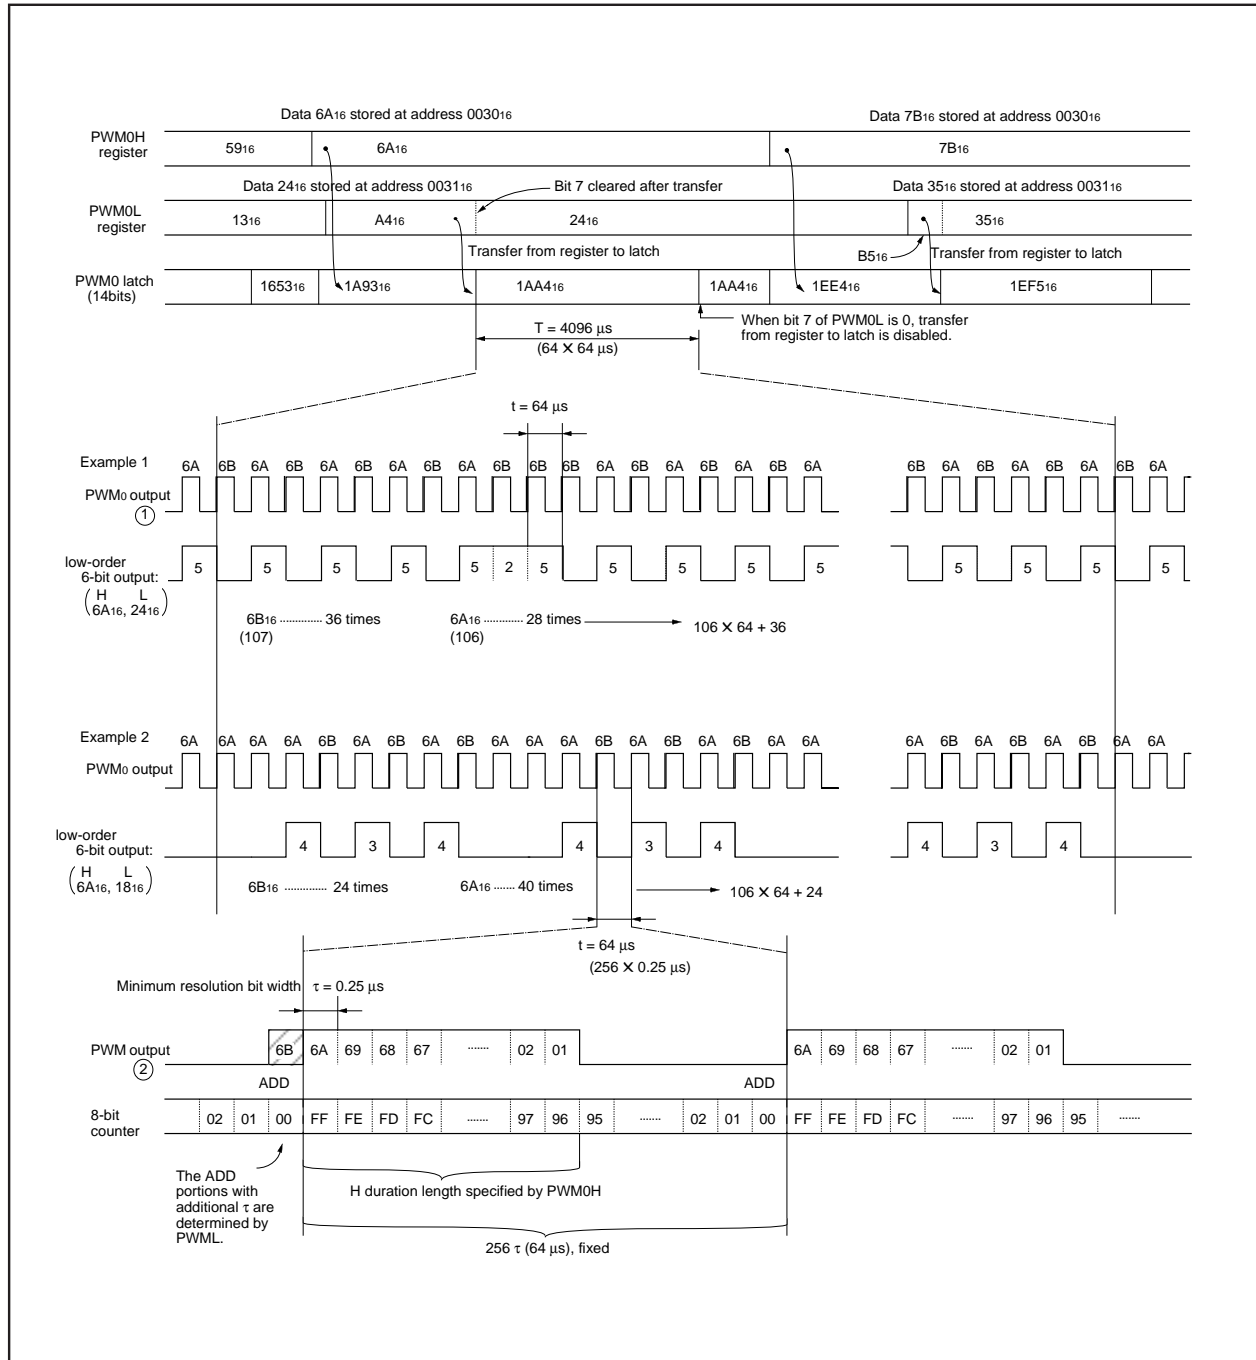 Data 6A16 stored at address 003016
Data 7B16 stored at address 003016
PWM0H
register
5916
6A16
7B16
Data 2416 stored at address 003116
Bit 7 cleared after transfer
Data 3516 stored at address 003116
PWM0L
register
1316
A416
2416
3516
Transfer from register to latch
B516
Transfer from register to latch
PWM0 latch
(14bits)
165316
1A9316
1AA416
1AA416
1EE416
1EF516
When bit 7 of PWM0L is 0, transfer
from register to latch is disabled.
T = 4096 μs
(64 × 64 μs)
t = 64 μs
Example 1
6A 6B 6A 6B 6A 6B 6B 6A 6B 6B 6B 6A 6B 6B 6A 6B 6B 6B 6A
6B 6A 6B 6A 6B 6A 6B 6A
PWM0 output
1
low-order
6-bit output:
H L
(6A16, 2416)
5 5 5 5 5 2 5 5 5 5 5
5 5 5 5
6B16 .............. 36 times
(107)
6A16 ............ 28 times
(106)
106 × 64 + 36
Example 2
6A 6A 6A 6A 6B 6A 6B 6A 6B 6A 6A 6A 6B 6A 6B 6A 6B 6A 6A
6A 6B 6A 6B 6A 6B 6A 6A
PWM0 output
low-order
6-bit output:
H L
(6A16, 1816)
4 3 4 4 3 4
4 3 4
6B16 .............. 24 times
6A16 ....... 40 times
106 × 64 + 24
t = 64 μs
(256 × 0.25 μs)
Minimum resolution bit width τ = 0.25 μs
PWM output
2
6B 6A 69 68 67 ....... 02 01
6A 69 68 67 ....... 02 01
ADD
ADD
8-bit
counter
02 01 00 FF FE FD FC ....... 97 96 95 ....... 02 01 00 FF FE FD FC ....... 97 96 95 .......
The ADD
portions with
additional τ are
determined by
PWML.
H duration length specified by PWM0H
256 τ (64 μs), fixed